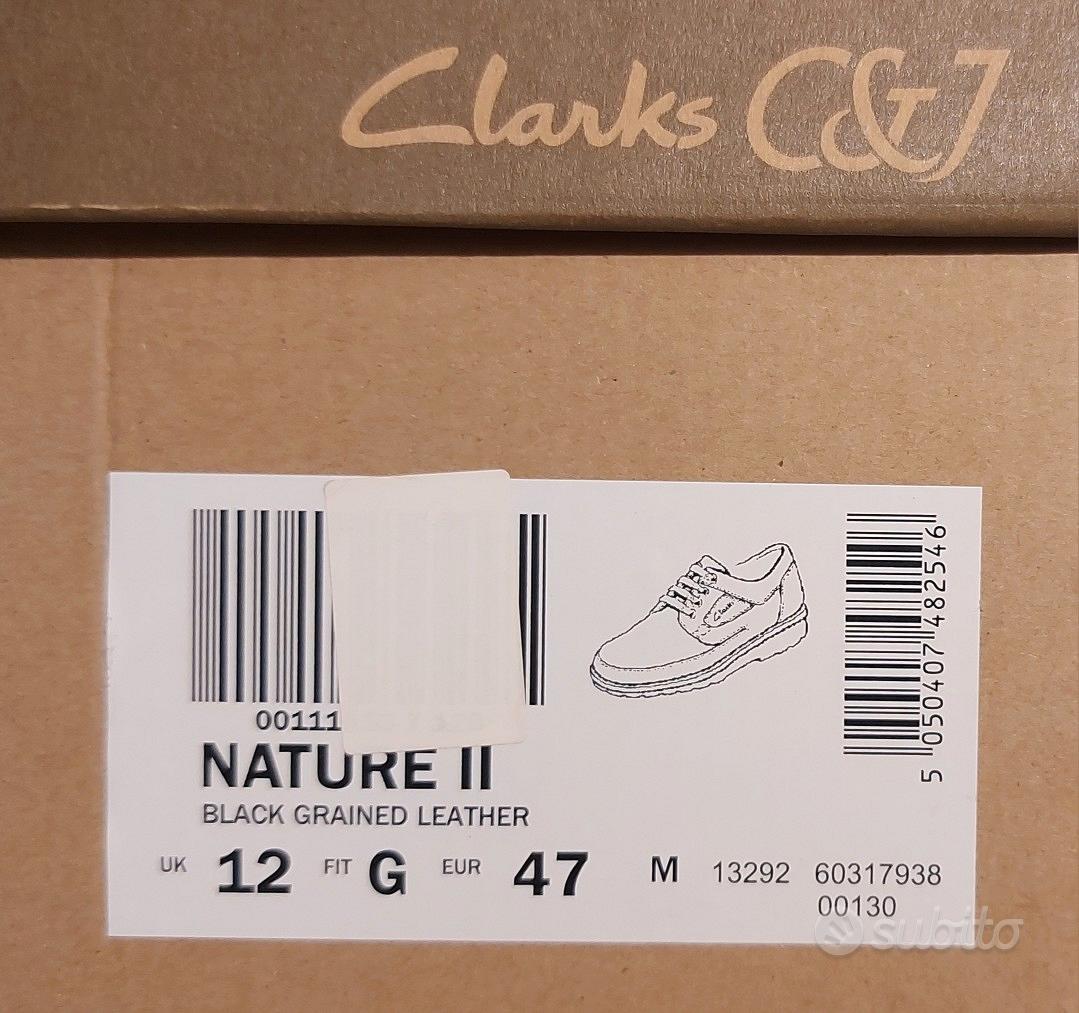 Clarks C&J
00111
NATURE II
BLACK GRAINED LEATHER
UK 12 FIT G EUR 47 M 13292 60317938
00130
5 050407 482546
Clarks
subito